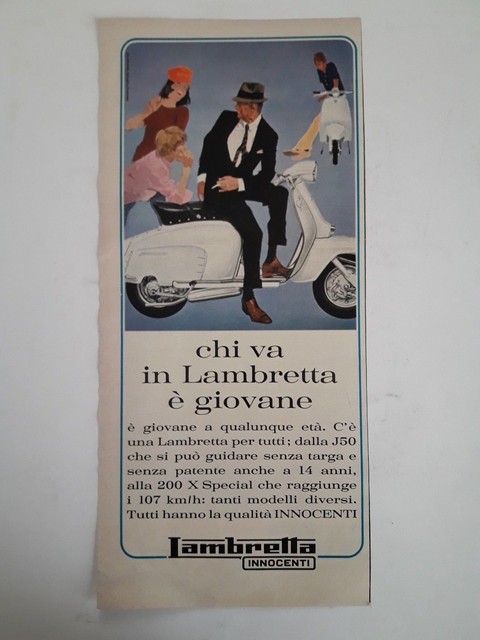 chi va
in Lambretta
è giovane
è giovane a qualunque età. C'è
una Lambretta per tutti; dalla J50
che si può guidare senza targa e
senza patente anche a 14 anni,
alla 200 X Special che raggiunge
i 107 km/h: tanti modelli diversi.
Tutti hanno la qualità INNOCENTI
Lambretta
INNOCENTI